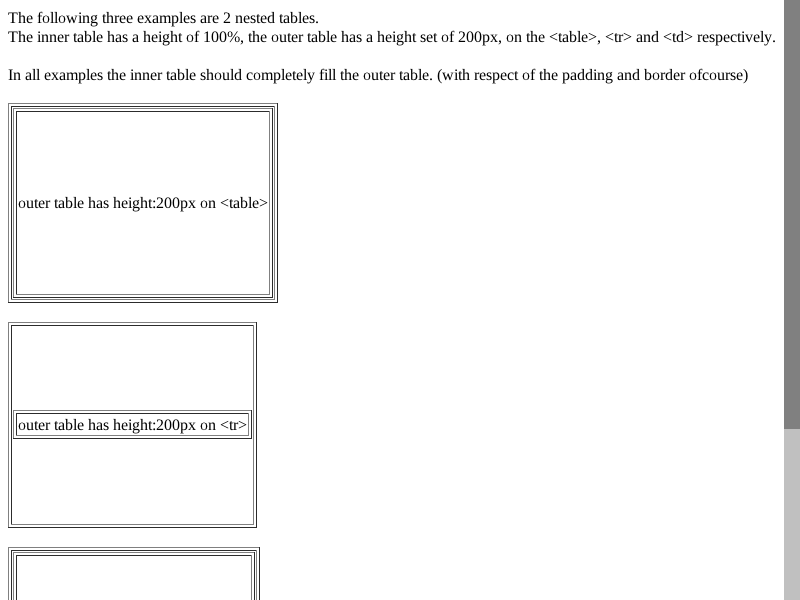 The following three examples are 2 nested tables.
The inner table has a height of 100%, the outer table has a height set of 200px, on the <table>, <tr> and <td> respectively.
In all examples the inner table should completely fill the outer table. (with respect of the padding and border ofcourse)
outer table has height:200px on <table>
outer table has height:200px on <tr>